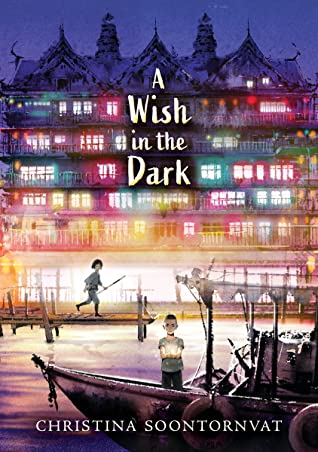 A
Wish
in the
Dark
CHRISTINA SOONTORNVAT